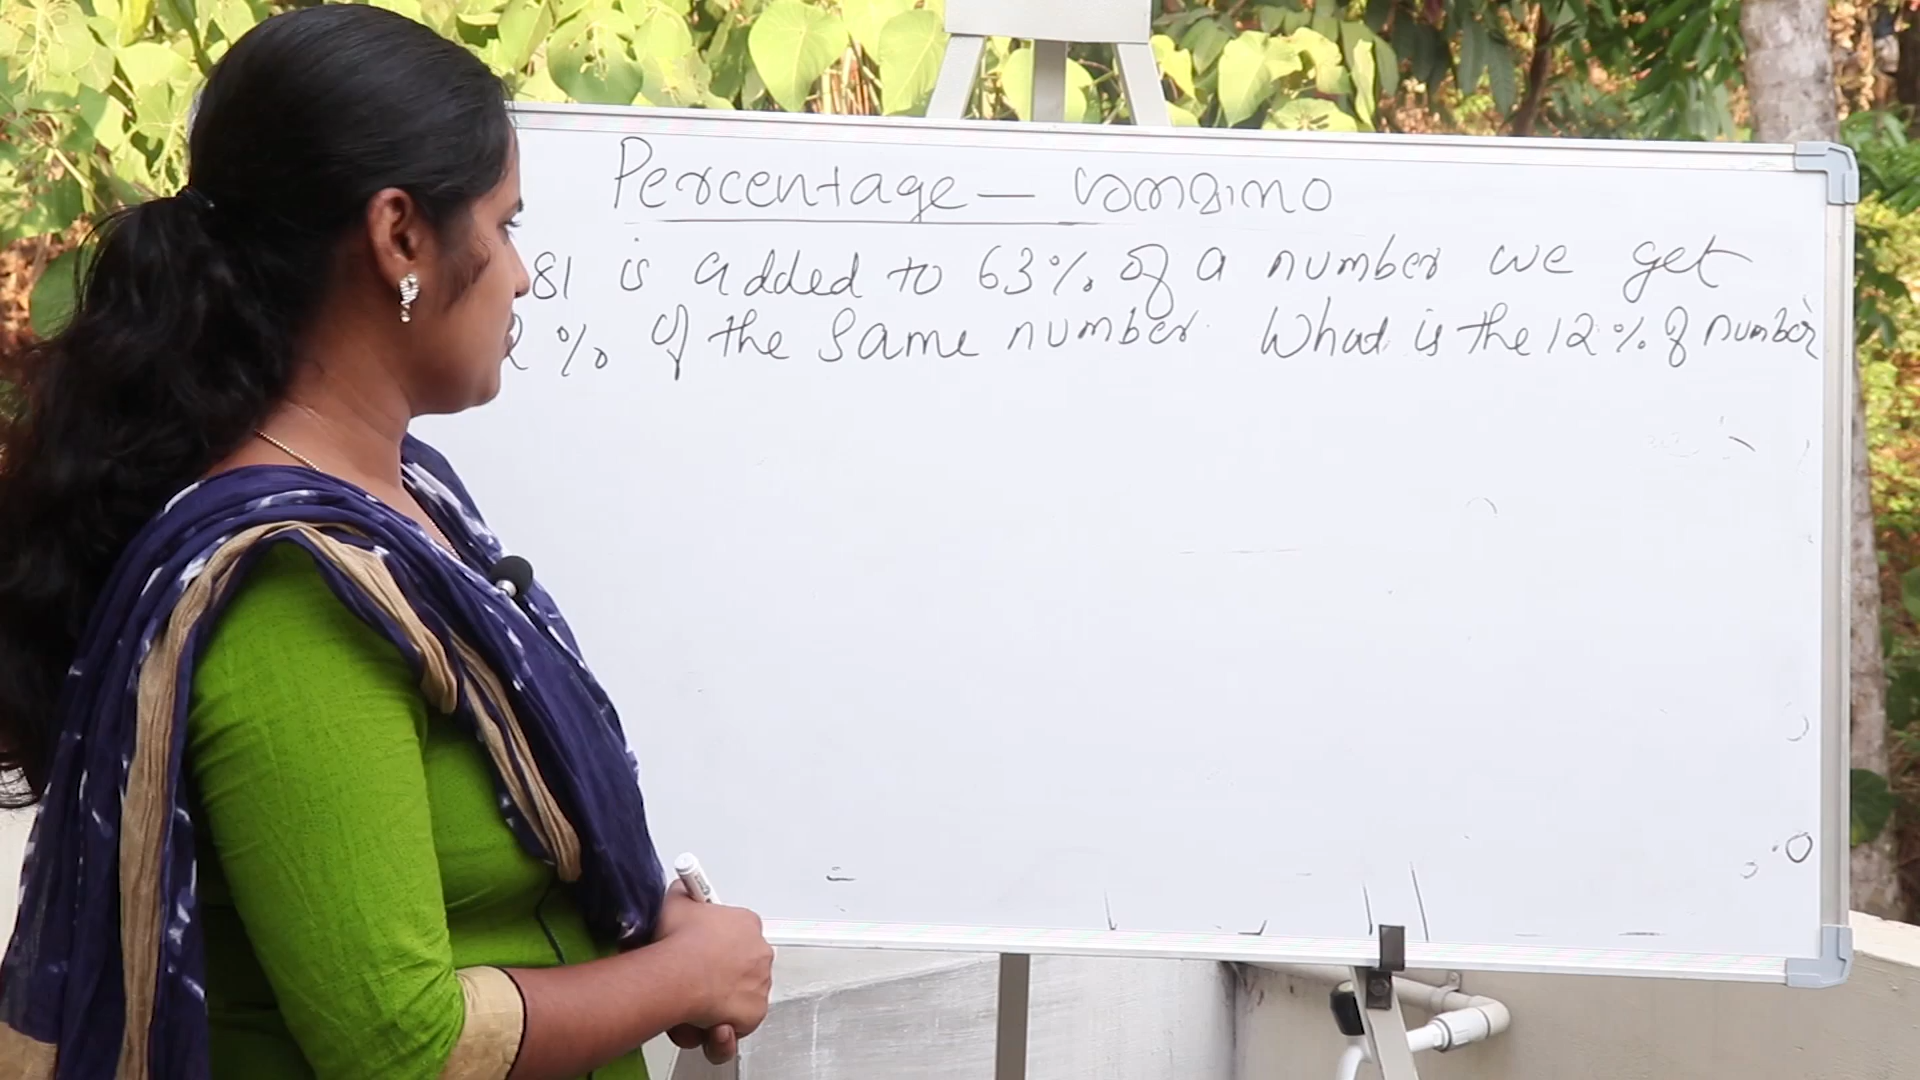 Percentage — ശതമാനം
81 is added to 63% of a number we get
2% of the same number. What is the 12% of number